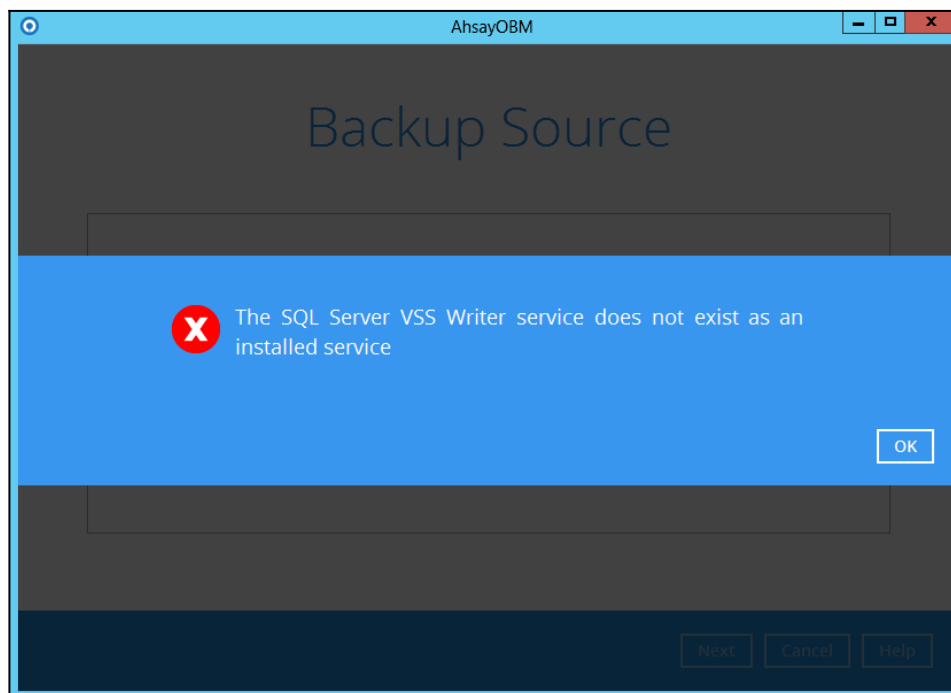 AhsayOBM
Backup Source
The SQL Server VSS Writer service does not exist as an
installed service
OK
Next Cancel Help